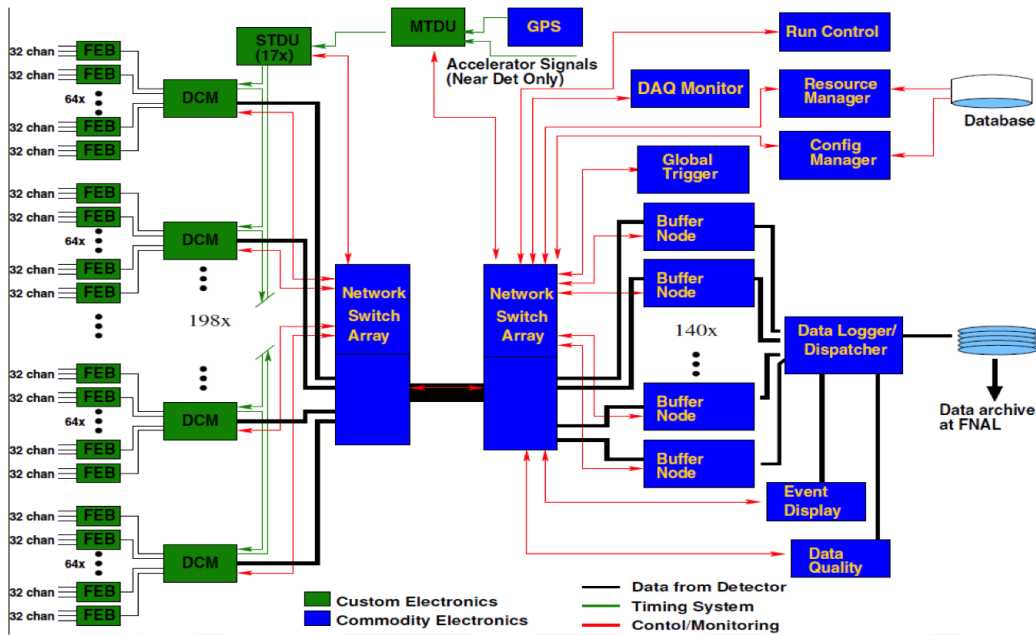 32 chan
FEB
32 chan
FEB
64x
32 chan
FEB
32 chan
FEB
DCM
STDU
(17x)
MTDU
GPS
Accelerator Signals
(Near Det Only)
Run Control
DAQ Monitor
Resource
Manager
Database
Config
Manager
Global
Trigger
32 chan
FEB
32 chan
FEB
64x
32 chan
FEB
32 chan
FEB
DCM
198x
Network
Switch
Array
Network
Switch
Array
Buffer
Node
Buffer
Node
140x
Buffer
Node
Buffer
Node
Data Logger/
Dispatcher
Data archive
at FNAL
32 chan
FEB
32 chan
FEB
64x
32 chan
FEB
32 chan
FEB
DCM
Event
Display
Data
Quality
32 chan
FEB
32 chan
FEB
64x
32 chan
FEB
32 chan
FEB
DCM
Custom Electronics
Commodity Electronics
Data from Detector
Timing System
Contol/Monitoring